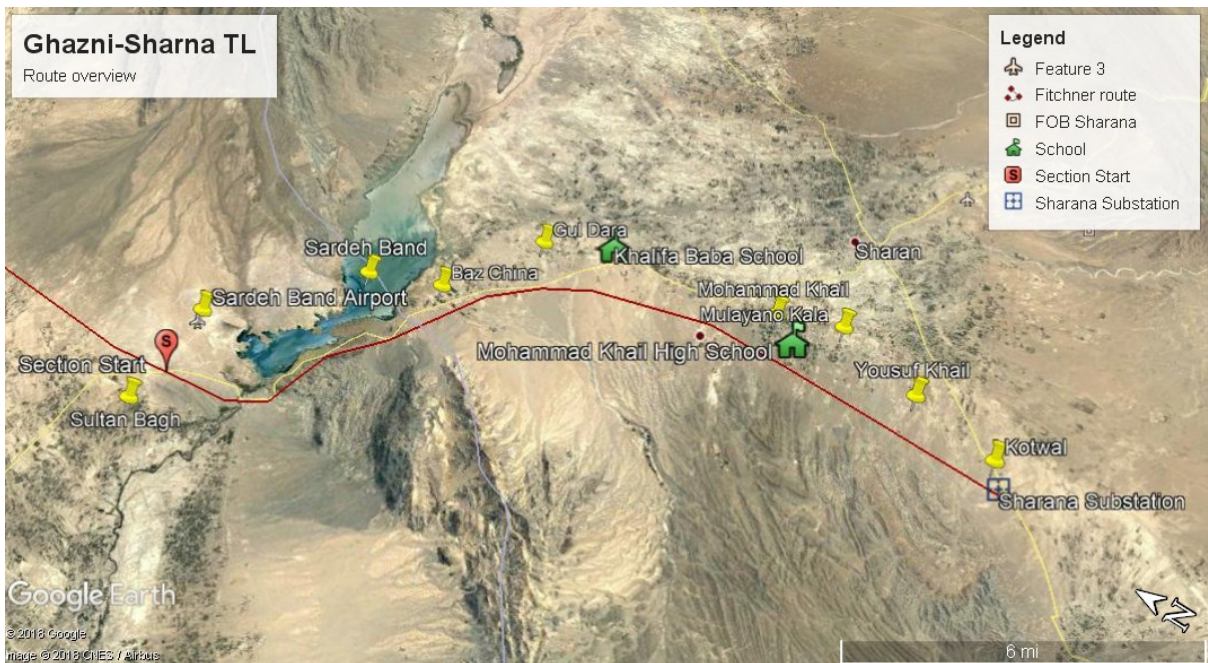 Ghazni-Sharna TL
Route overview
Legend
Feature 3
Fitchner route
FOB Sharana
School
S
Section Start
Sharana Substation
Gul Dara
Sardeh Band
Khalifa Baba School
Sharan
Baz China
Sardeh Band Airport
Mohammad Khail
Mulayano Kala
S
Mohammad Khail High School
Section Start
Yousuf Khail
Sultan Bagh
Kotwal
Sharana Substation
Google Earth
N
© 2018 Google
Image © 2018 CNES / Airbus
6 mi